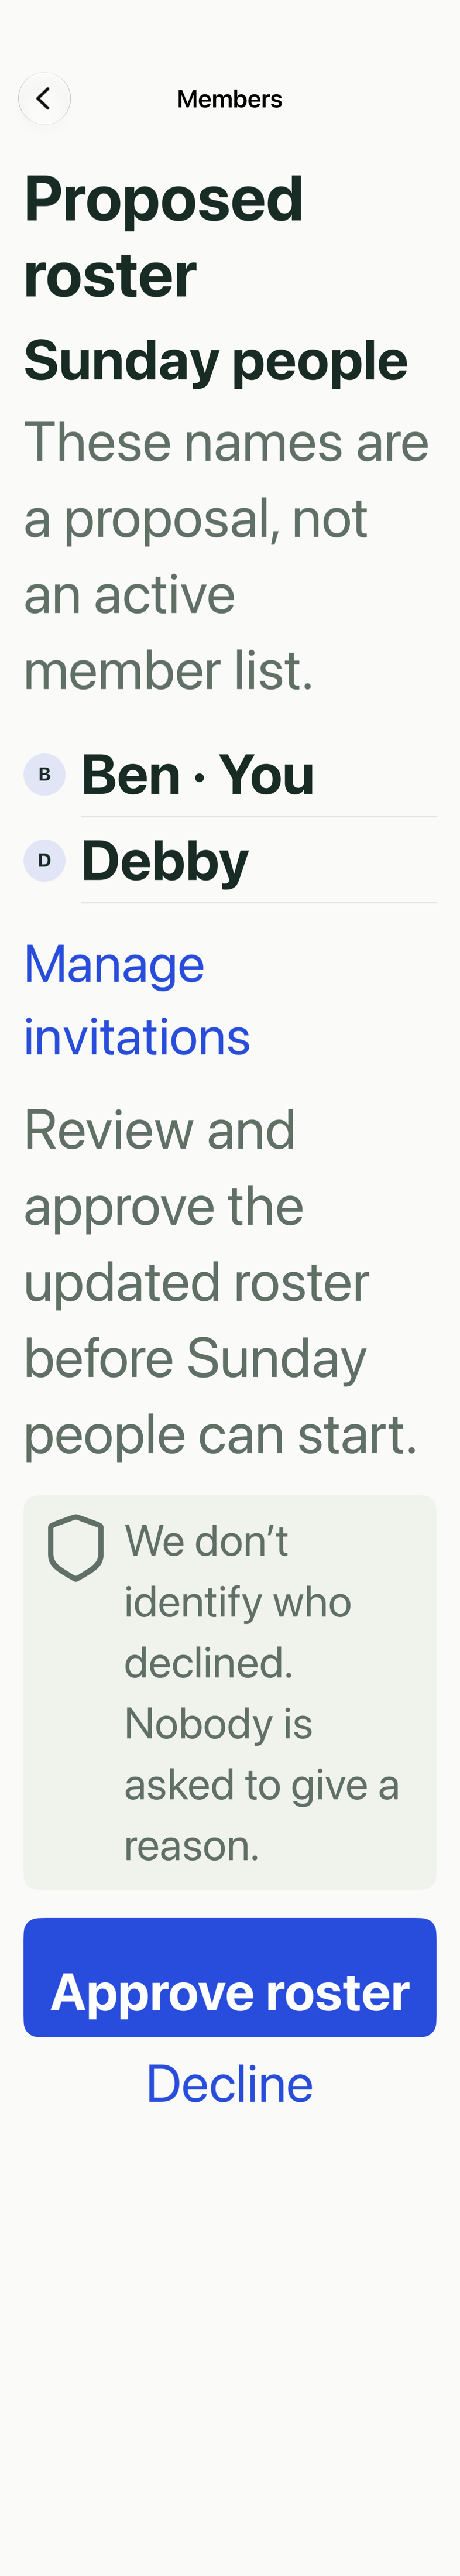 Members
Proposed
roster
Sunday people
These names are
a proposal, not
an active
member list.
B
Ben · You
D
Debby
Manage
invitations
Review and
approve the
updated roster
before Sunday
people can start.
We don’t
identify who
declined.
Nobody is
asked to give a
reason.
Approve roster
Decline